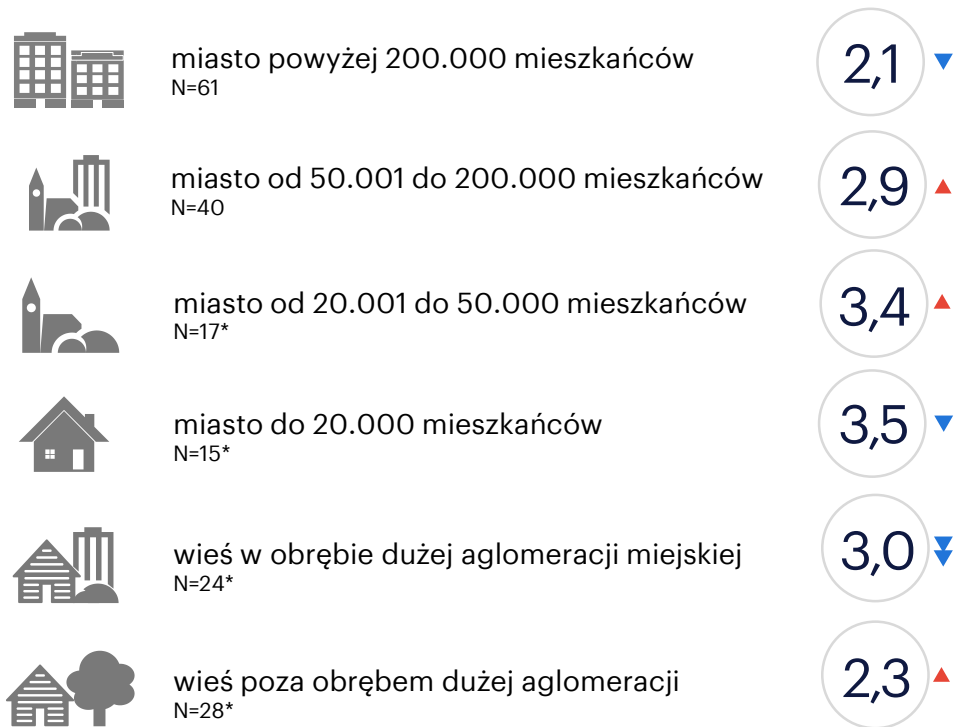 miasto powyżej 200.000 mieszkańców
N=61
2,1
miasto od 50.001 do 200.000 mieszkańców
N=40
2,9
miasto od 20.001 do 50.000 mieszkańców
N=17*
3,4
miasto do 20.000 mieszkańców
N=15*
3,5
wieś w obrębie dużej aglomeracji miejskiej
N=24*
3,0
wieś poza obrębem dużej aglomeracji
N=28*
2,3